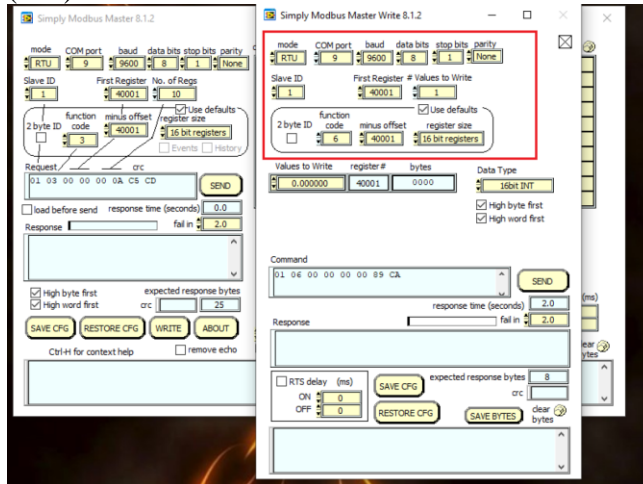 Simply Modbus Master 8.1.2
mode COM port baud data bits stop bits parity
RTU 9 9600 8 1 None
Slave ID First Register No. of Regs
1 40001 10
2 byte ID function code minus offset register size Use defaults
3 40001 16 bit registers
Events History
Request crc
01 03 00 00 00 0A C5 CD SEND
load before send response time (seconds) 0.0
Response fail in 2.0
High byte first expected response bytes
High word first crc 25
SAVE CFG RESTORE CFG WRITE ABOUT
Ctrl-H for context help remove echo
Simply Modbus Master Write 8.1.2
mode COM port baud data bits stop bits parity
RTU 9 9600 8 1 None
Slave ID First Register # Values to Write
1 40001 1
Use defaults
2 byte ID function code minus offset register size
6 40001 16 bit registers
Values to Write register# bytes Data Type
0.000000 40001 0000 16bit INT
High byte first
High word first
Command
01 06 00 00 00 00 89 CA SEND
response time (seconds) 2.0
Response fail in 2.0
RTS delay (ms) SAVE CFG expected response bytes 8
ON 0 crc
OFF 0 RESTORE CFG SAVE BYTES clear bytes
(ms)